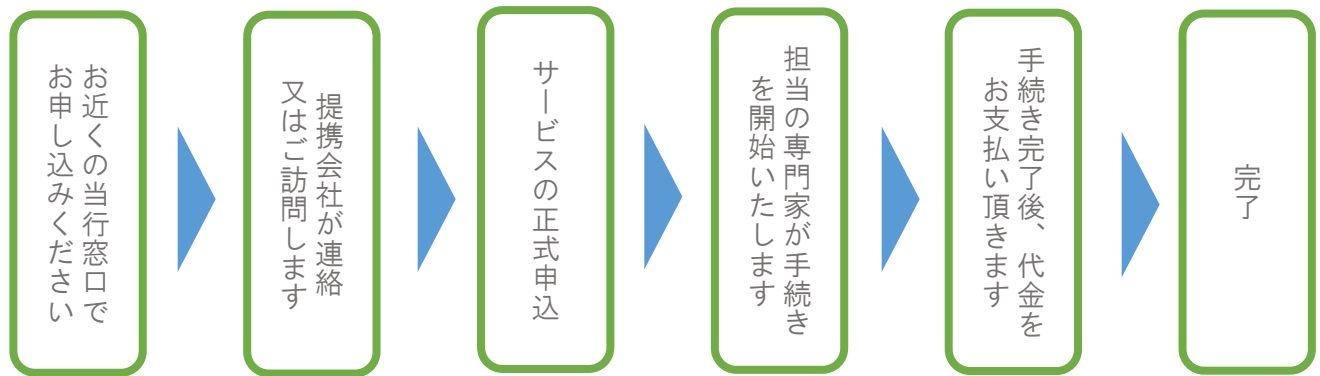 お近くの当行窓口で
お申し込みください
提携会社が連絡
又はご訪問します
サービスの正式申込
担当の専門家が手続き
を開始いたします
手続き完了後、代金を
お支払い頂きます
完了